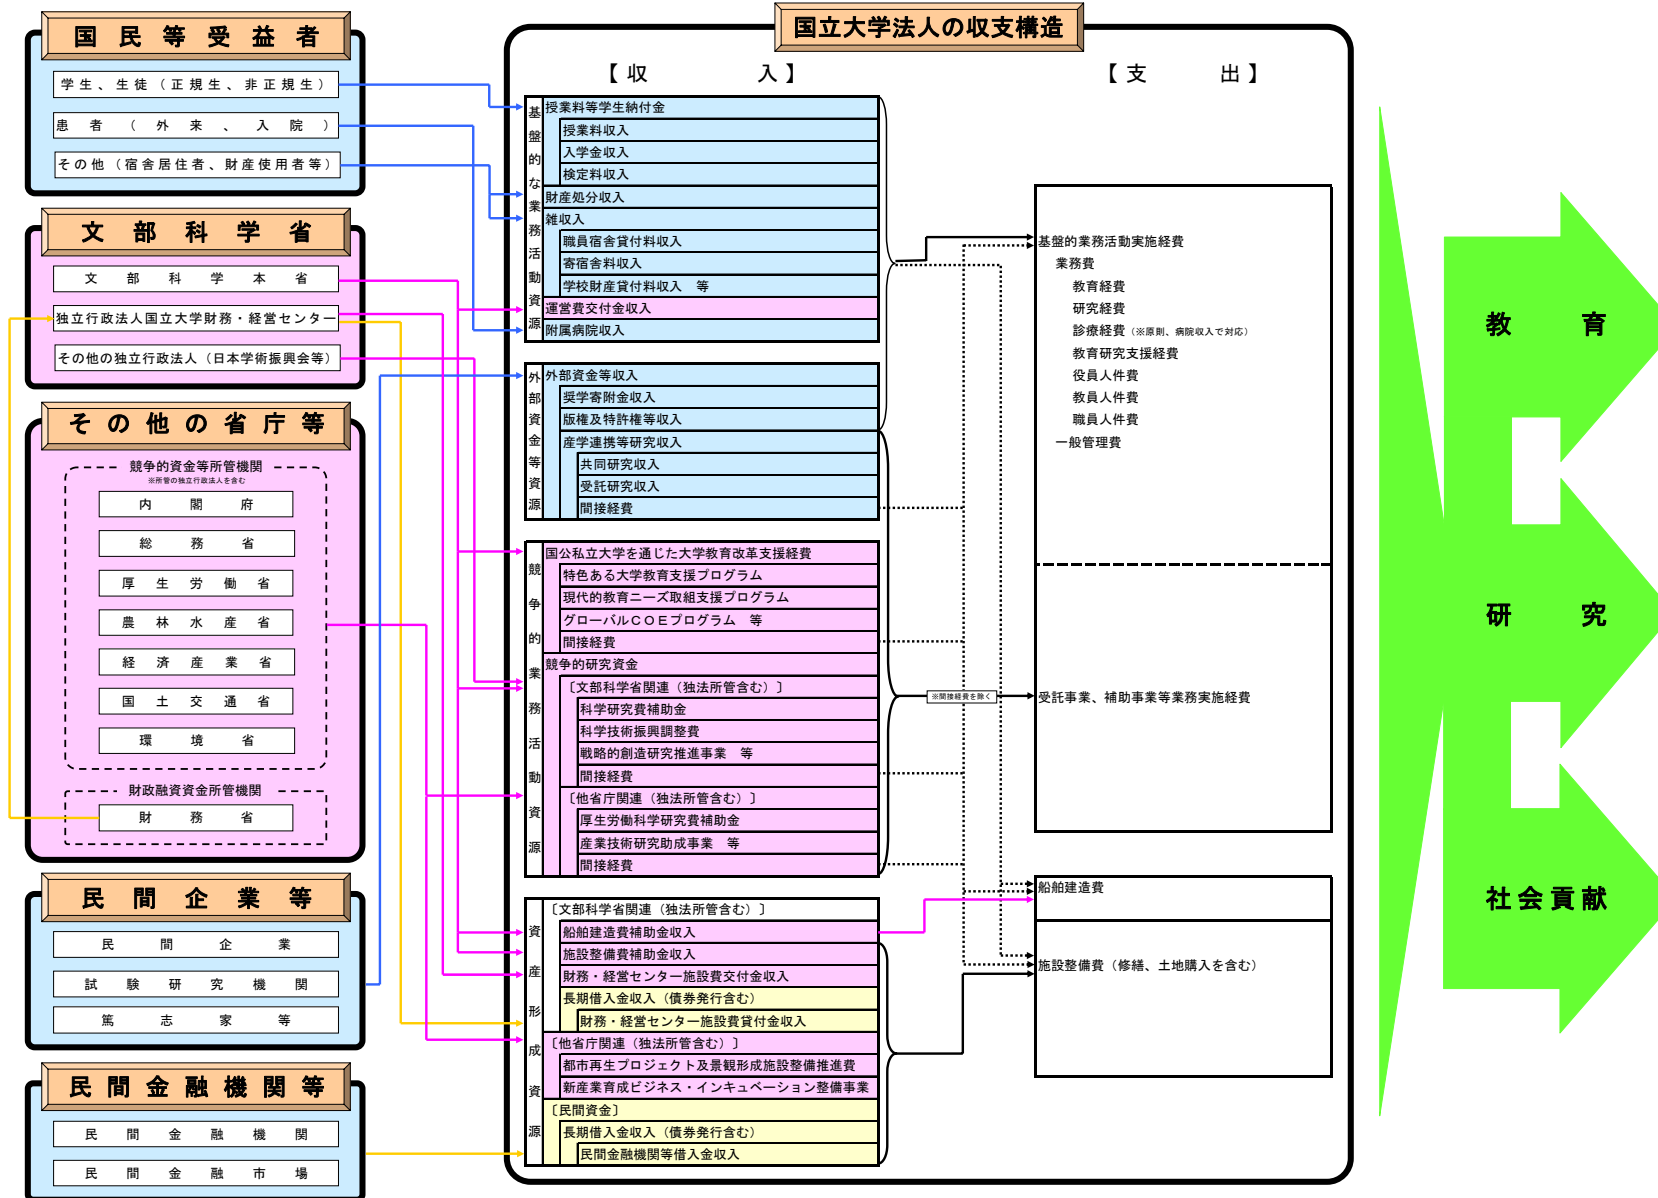 国民等受益者
学生、生徒（正規生、非正規生）
患者（外来、入院）
その他（宿舎居住者、財産使用者等）
文部科学省
文部科学本省
独立行政法人国立大学財務・経営センター
その他の独立行政法人（日本学術振興会等）
その他の省庁等
競争的資金等所管機関
※所管の独立行政法人を含む
内閣府
総務省
厚生労働省
農林水産省
経済産業省
国土交通省
環境省
財政融資資金所管機関
財務省
民間企業等
民間企業
試験研究機関
篤志家等
民間金融機関等
民間金融機関
民間金融市場
国立大学法人の収支構造
【収入】
基盤的な業務活動資源
授業料等学生納付金
授業料収入
入学金収入
検定料収入
財産処分収入
雑収入
職員宿舎貸付料収入
寄宿舎料収入
学校財産貸付料収入　等
運営費交付金収入
附属病院収入
外部資金等資源
外部資金等収入
奨学寄附金収入
版権及特許権等収入
産学連携等研究収入
共同研究収入
受託研究収入
間接経費
競争的業務活動資源
国公私立大学を通じた大学教育改革支援経費
特色ある大学教育支援プログラム
現代的教育ニーズ取組支援プログラム
グローバルＣＯＥプログラム　等
間接経費
競争的研究資金
〔文部科学省関連（独法所管含む）〕
科学研究費補助金
科学技術振興調整費
戦略的創造研究推進事業　等
間接経費
〔他省庁関連（独法所管含む）〕
厚生労働科学研究費補助金
産業技術研究助成事業　等
間接経費
資産形成資源
〔文部科学省関連（独法所管含む）〕
船舶建造費補助金収入
施設整備費補助金収入
財務・経営センター施設費交付金収入
長期借入金収入（債券発行含む）
財務・経営センター施設費貸付金収入
〔他省庁関連（独法所管含む）〕
都市再生プロジェクト及景観形成施設整備推進費
新産業育成ビジネス・インキュベーション整備事業
〔民間資金〕
長期借入金収入（債券発行含む）
民間金融機関等借入金収入
※間接経費を除く
【支出】
基盤的業務活動実施経費
業務費
教育経費
研究経費
診療経費（※原則、病院収入で対応）
教育研究支援経費
役員人件費
教員人件費
職員人件費
一般管理費
受託事業、補助事業等業務実施経費
船舶建造費
施設整備費（修繕、土地購入を含む）
教育
研究
社会貢献